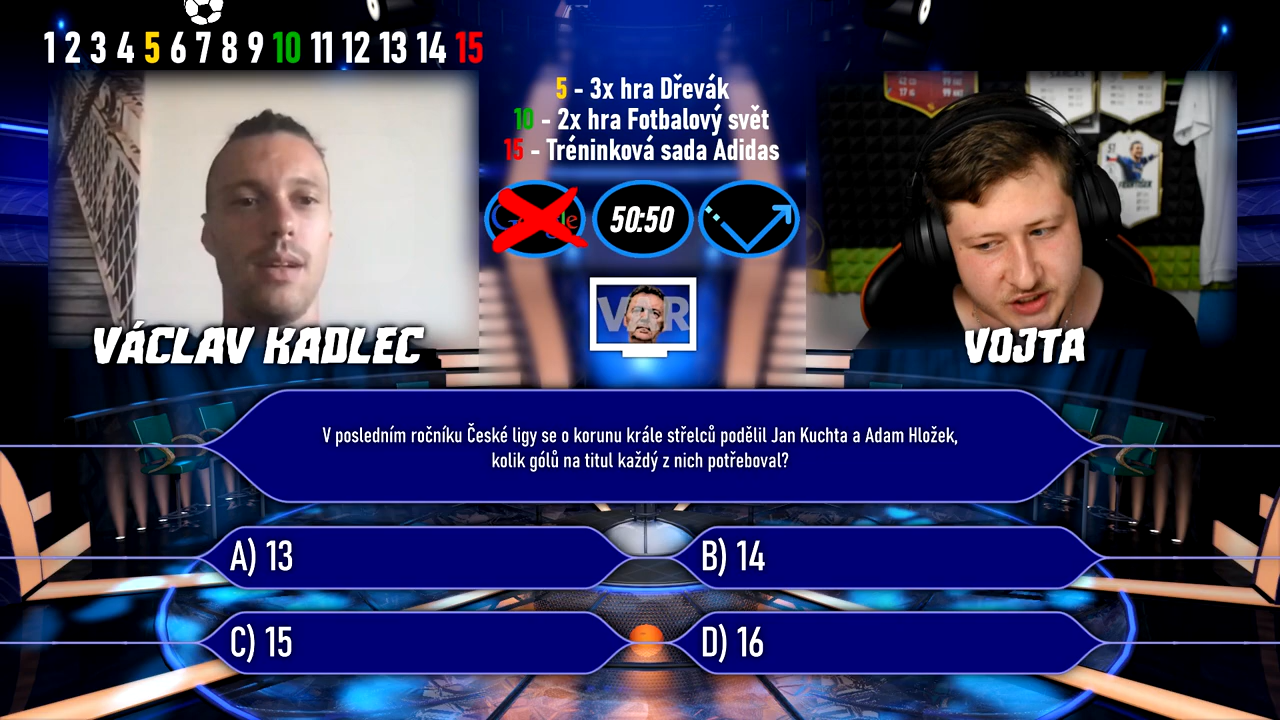 1 2 3 4 5 6 7 8 9 10 11 12 13 14 15
5 - 3x hra Dřevák
10 - 2x hra Fotbalový svět
15 - Tréninková sada Adidas
Google
50:50
VAR
VÁCLAV KADLEC
VOJTA
V posledním ročníku České ligy se o korunu krále střelců podělil Jan Kuchta a Adam Hložek,
kolik gólů na titul každý z nich potřeboval?
A) 13
B) 14
C) 15
D) 16